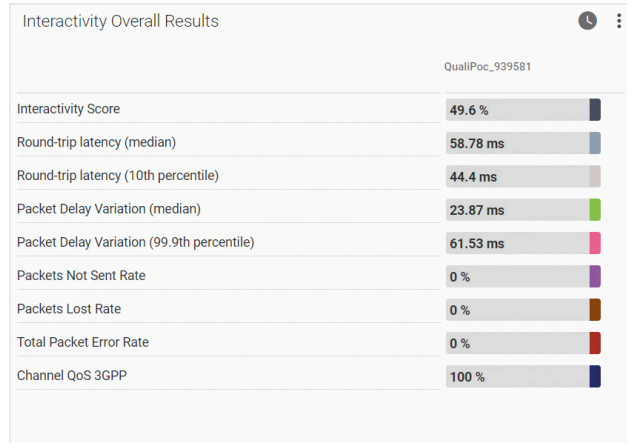 Interactivity Overall Results
QualiPoc_939581
Interactivity Score 49.6 %
Round-trip latency (median) 58.78 ms
Round-trip latency (10th percentile) 44.4 ms
Packet Delay Variation (median) 23.87 ms
Packet Delay Variation (99.9th percentile) 61.53 ms
Packets Not Sent Rate 0 %
Packets Lost Rate 0 %
Total Packet Error Rate 0 %
Channel QoS 3GPP 100 %